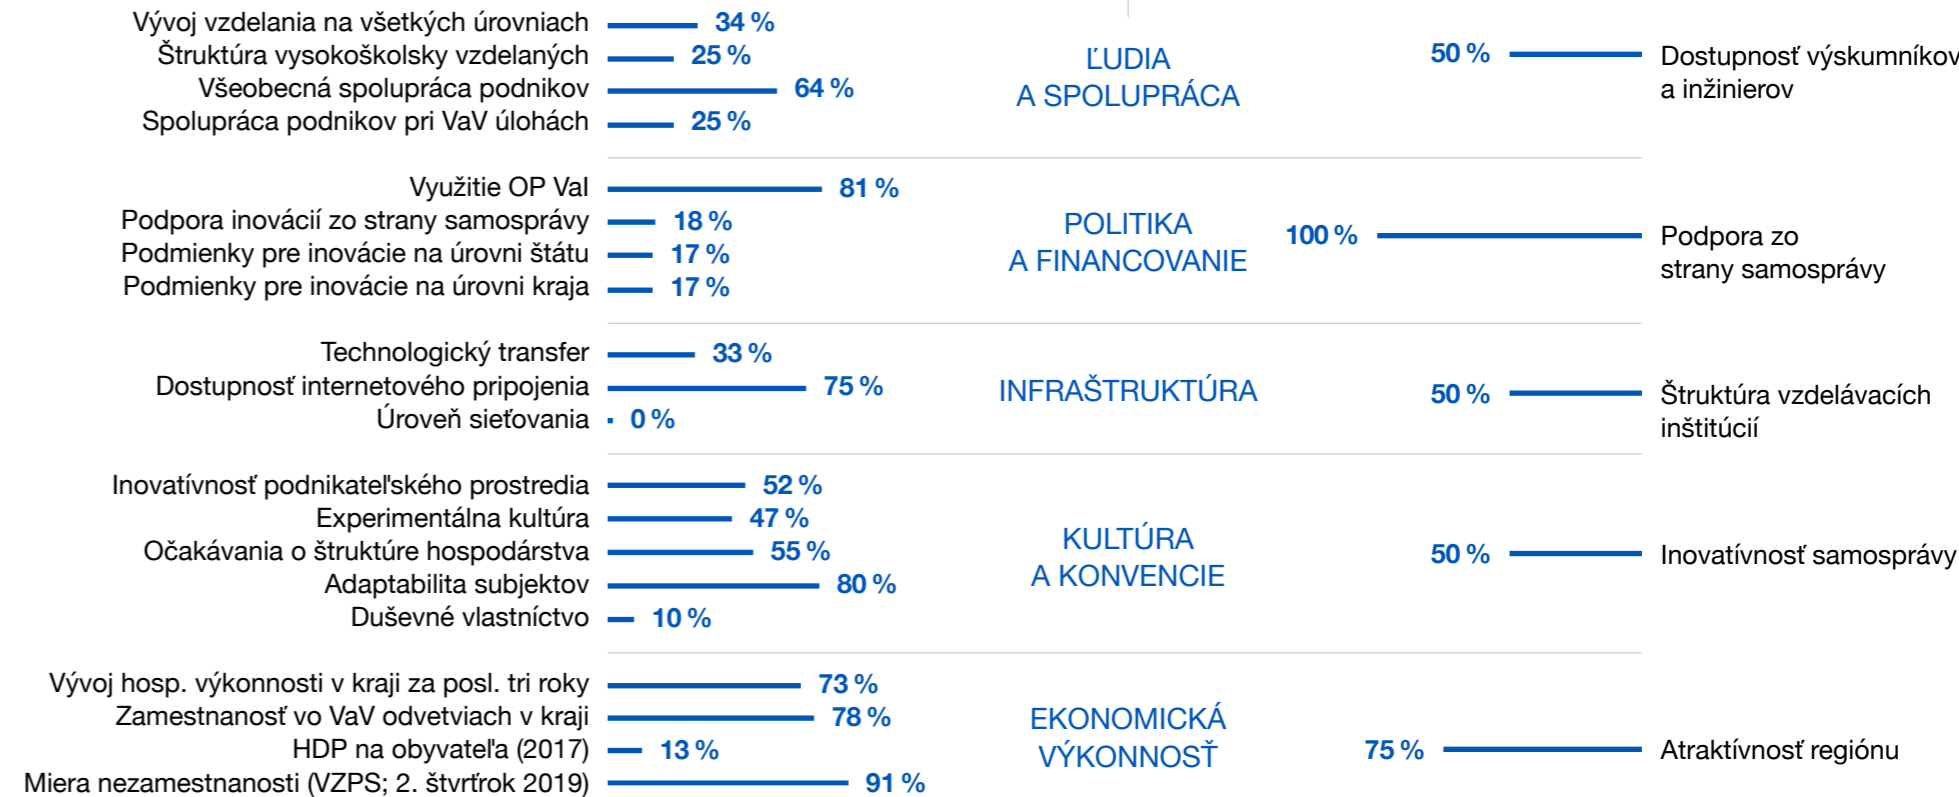 Vývoj vzdelania na všetkých úrovniach 34 %
Štruktúra vysokoškolsky vzdelaných 25 %
Všeobecná spolupráca podnikov 64 %
Spolupráca podnikov pri VaV úlohách 25 %
ĽUDIA
A SPOLUPRÁCA
50 % Dostupnosť výskumníkov
a inžinierov
Využitie OP VaI 81 %
Podpora inovácií zo strany samosprávy 18 %
Podmienky pre inovácie na úrovni štátu 17 %
Podmienky pre inovácie na úrovni kraja 17 %
POLITIKA
A FINANCOVANIE
100 % Podpora zo
strany samosprávy
Technologický transfer 33 %
Dostupnosť internetového pripojenia 75 %
Úroveň sieťovania 0 %
INFRAŠTRUKTÚRA
50 % Štruktúra vzdelávacích
inštitúcií
Inovatívnosť podnikateľského prostredia 52 %
Experimentálna kultúra 47 %
Očakávania o štruktúre hospodárstva 55 %
Adaptabilita subjektov 80 %
Duševné vlastníctvo 10 %
KULTÚRA
A KONVENCIE
50 % Inovatívnosť samosprávy
Vývoj hosp. výkonnosti v kraji za posl. tri roky 73 %
Zamestnanosť vo VaV odvetviach v kraji 78 %
HDP na obyvateľa (2017) 13 %
Miera nezamestnanosti (VZPS; 2. štvrťrok 2019) 91 %
EKONOMICKÁ
VÝKONNOSŤ
75 % Atraktívnosť regiónu